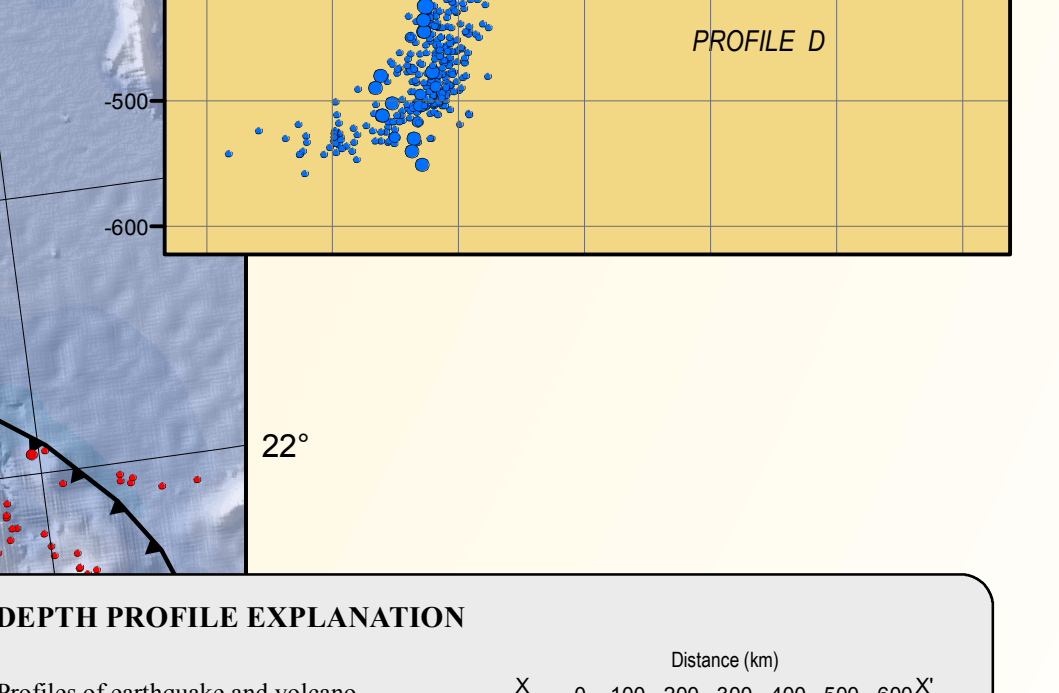 PROFILE D
-500
-600
22°
DEPTH PROFILE EXPLANATION
Distance (km)
Profiles of earthquake and volcano
X 0 100 200 300 400 500 600 X'